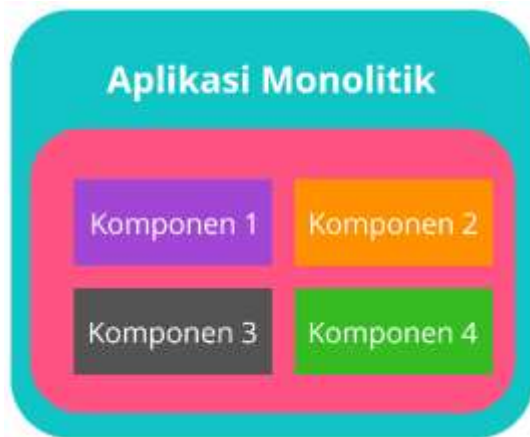 Aplikasi Monolitik
Komponen 1
Komponen 2
Komponen 3
Komponen 4